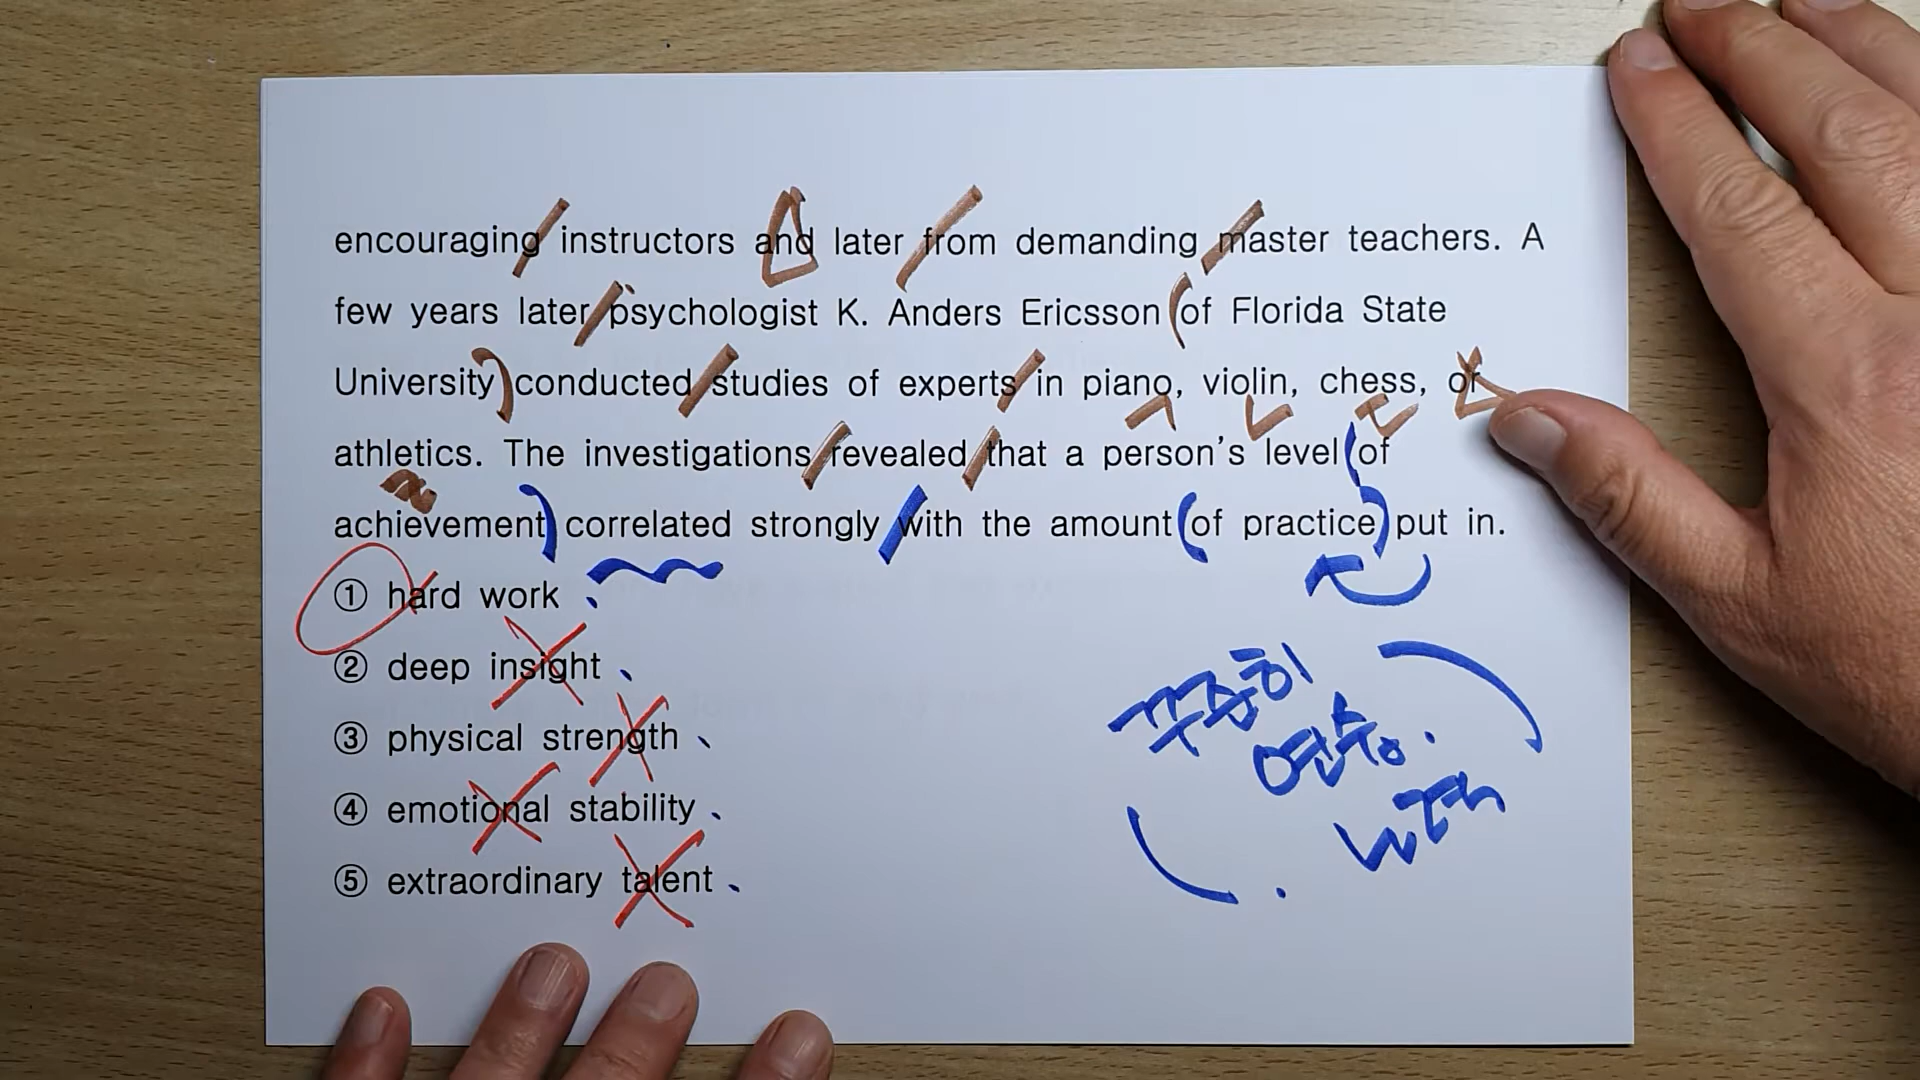 encouraging instructors and later from demanding master teachers. A
few years later psychologist K. Anders Ericsson of Florida State
University conducted studies of experts in piano, violin, chess, or
athletics. The investigations revealed that a person's level of
achievement correlated strongly with the amount of practice put in.
① hard work
② deep insight
③ physical strength
④ emotional stability
⑤ extraordinary talent
꾸준히
연습
노력